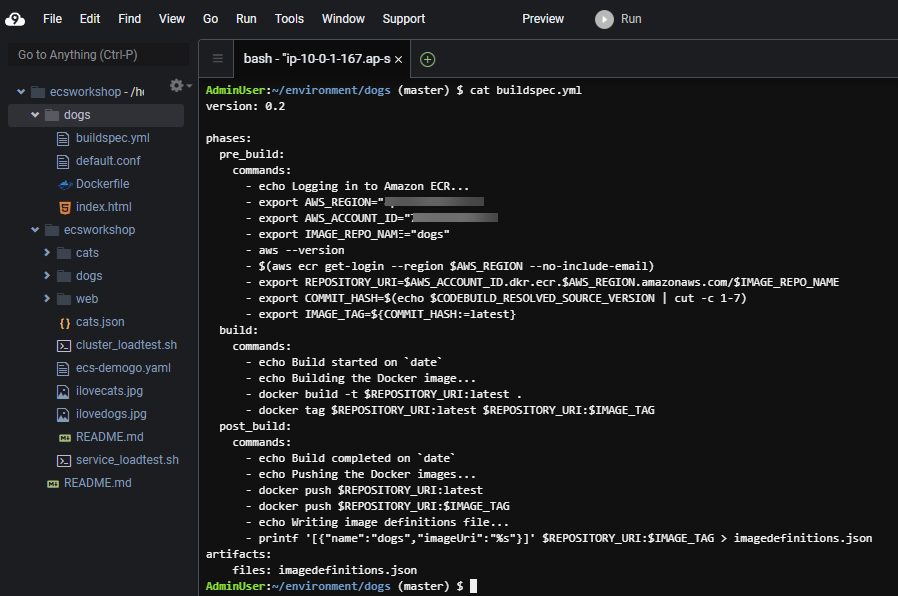 File Edit Find View Go Run Tools Window Support Preview Run
Go to Anything (Ctrl-P)
bash - "ip-10-0-1-167.ap-s ×
ecsworkshop - /h
dogs
buildspec.yml
default.conf
Dockerfile
index.html
ecsworkshop
cats
dogs
web
cats.json
cluster_loadtest.sh
ecs-demogo.yaml
ilovecats.jpg
ilovedogs.jpg
README.md
service_loadtest.sh
README.md
AdminUser:~/environment/dogs (master) $ cat buildspec.yml
version: 0.2
phases:
pre_build:
commands:
- echo Logging in to Amazon ECR...
- export AWS_REGION="
- export AWS_ACCOUNT_ID="
- export IMAGE_REPO_NAME="dogs"
- aws --version
- $(aws ecr get-login --region $AWS_REGION --no-include-email)
- export REPOSITORY_URI=$AWS_ACCOUNT_ID.dkr.ecr.$AWS_REGION.amazonaws.com/$IMAGE_REPO_NAME
- export COMMIT_HASH=$(echo $CODEBUILD_RESOLVED_SOURCE_VERSION | cut -c 1-7)
- export IMAGE_TAG=${COMMIT_HASH:=latest}
build:
commands:
- echo Build started on `date`
- echo Building the Docker image...
- docker build -t $REPOSITORY_URI:latest .
- docker tag $REPOSITORY_URI:latest $REPOSITORY_URI:$IMAGE_TAG
post_build:
commands:
- echo Build completed on `date`
- echo Pushing the Docker images...
- docker push $REPOSITORY_URI:latest
- docker push $REPOSITORY_URI:$IMAGE_TAG
- echo Writing image definitions file...
- printf '[{"name":"dogs","imageUri":"%s"}]' $REPOSITORY_URI:$IMAGE_TAG > imagedefinitions.json
artifacts:
files: imagedefinitions.json
AdminUser:~/environment/dogs (master) $